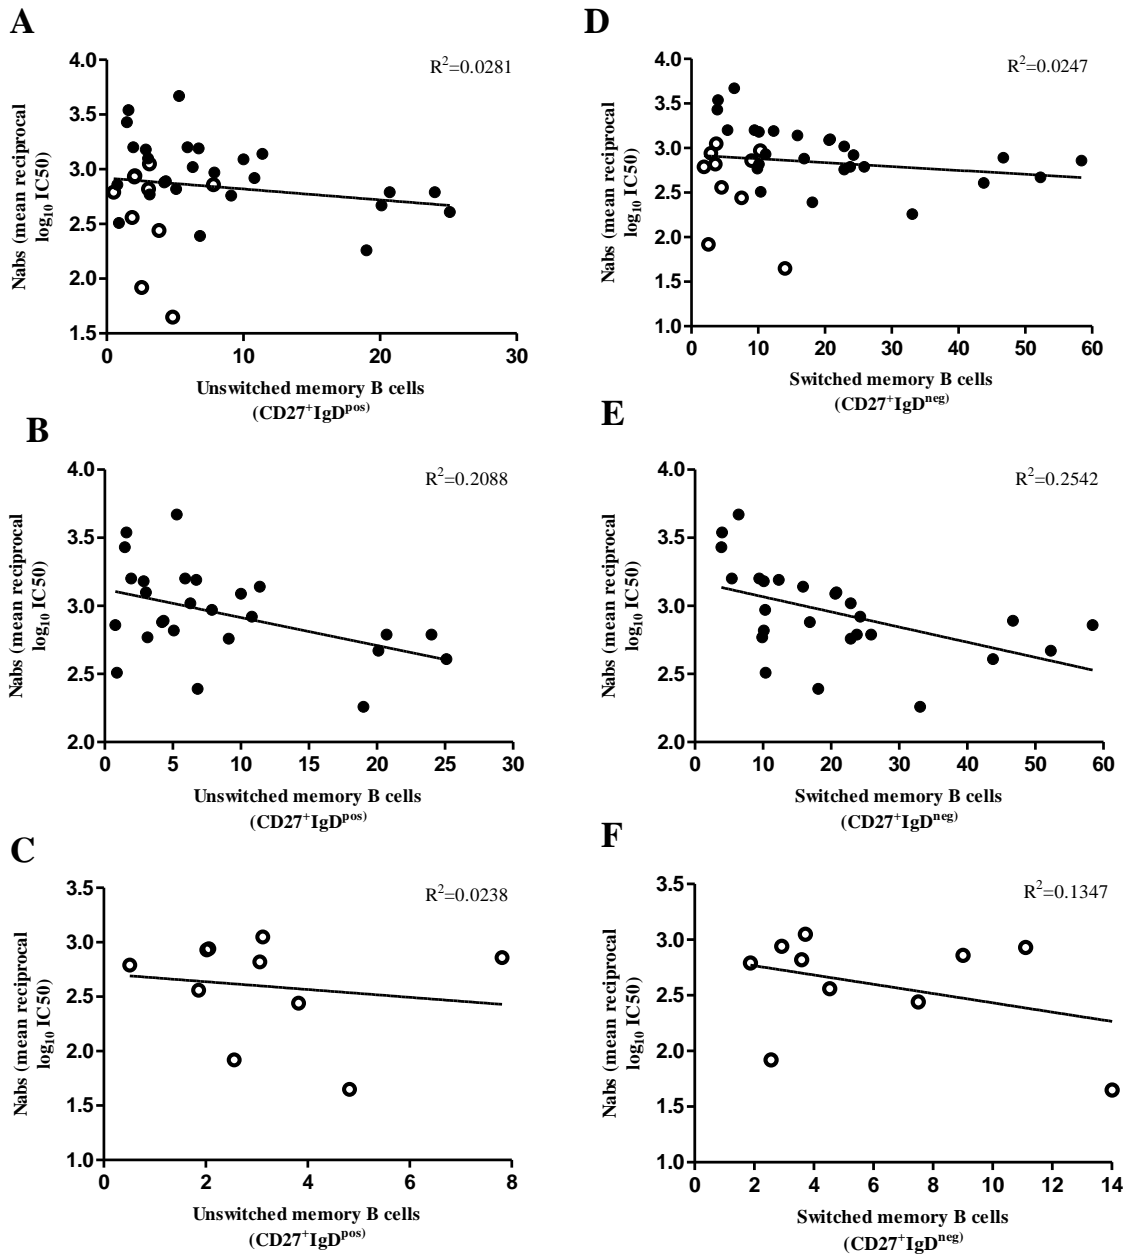 A
R²=0.0281
4.0
3.5
3.0
2.5
2.0
1.5
Nabs (mean reciprocal
log₁₀ IC50)
0 10 20 30
Unswitched memory B cells
(CD27⁺IgDᵖᵒˢ)
D
R²=0.0247
4.0
3.5
3.0
2.5
2.0
1.5
1.0
Nabs (mean reciprocal
log₁₀ IC50)
0 10 20 30 40 50 60
Switched memory B cells
(CD27⁺IgDⁿᵉᵍ)
B
R²=0.2088
4.0
3.5
3.0
2.5
2.0
Nabs (mean reciprocal
log₁₀ IC50)
0 5 10 15 20 25 30
Unswitched memory B cells
(CD27⁺IgDᵖᵒˢ)
E
R²=0.2542
4.0
3.5
3.0
2.5
2.0
Nabs (mean reciprocal
log₁₀ IC50)
0 10 20 30 40 50 60
Switched memory B cells
(CD27⁺IgDⁿᵉᵍ)
C
R²=0.0238
3.5
3.0
2.5
2.0
1.5
1.0
Nabs (mean reciprocal
log₁₀ IC50)
0 2 4 6 8
Unswitched memory B cells
(CD27⁺IgDᵖᵒˢ)
F
R²=0.1347
3.5
3.0
2.5
2.0
1.5
1.0
Nabs (mean reciprocal
log₁₀ IC50)
0 2 4 6 8 10 12 14
Switched memory B cells
(CD27⁺IgDⁿᵉᵍ)